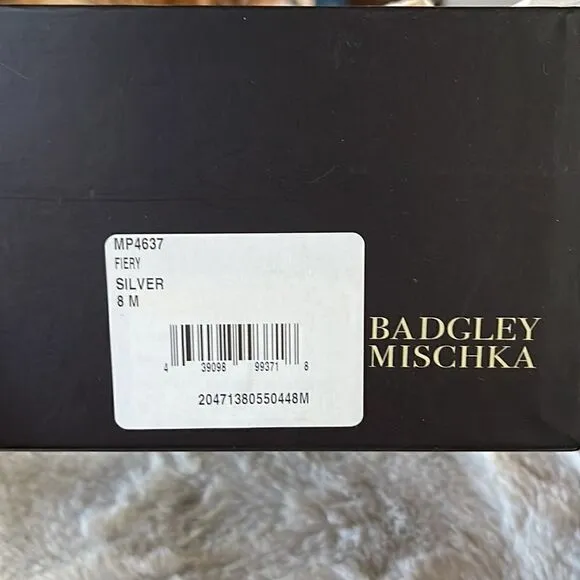 MP4637
FIERY
SILVER
8 M
4 39098 99371 8
20471380550448M
BADGLEY
MISCHKA